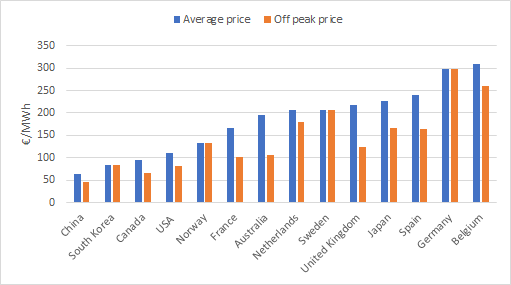 Average price Off peak price
350
300
250
200
150
100
50
0
€/MWh
China
South Korea
Canada
USA
Norway
France
Australia
Netherlands
Sweden
United Kingdom
Japan
Spain
Germany
Belgium